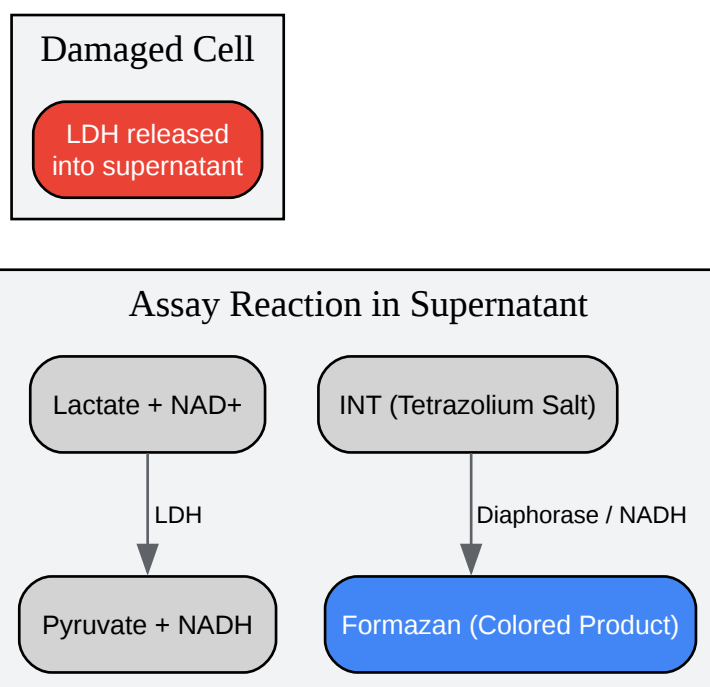 Damaged Cell
LDH released
into supernatant
Assay Reaction in Supernatant
Lactate + NAD+
INT (Tetrazolium Salt)
LDH
Diaphorase / NADH
Pyruvate + NADH
Formazan (Colored Product)